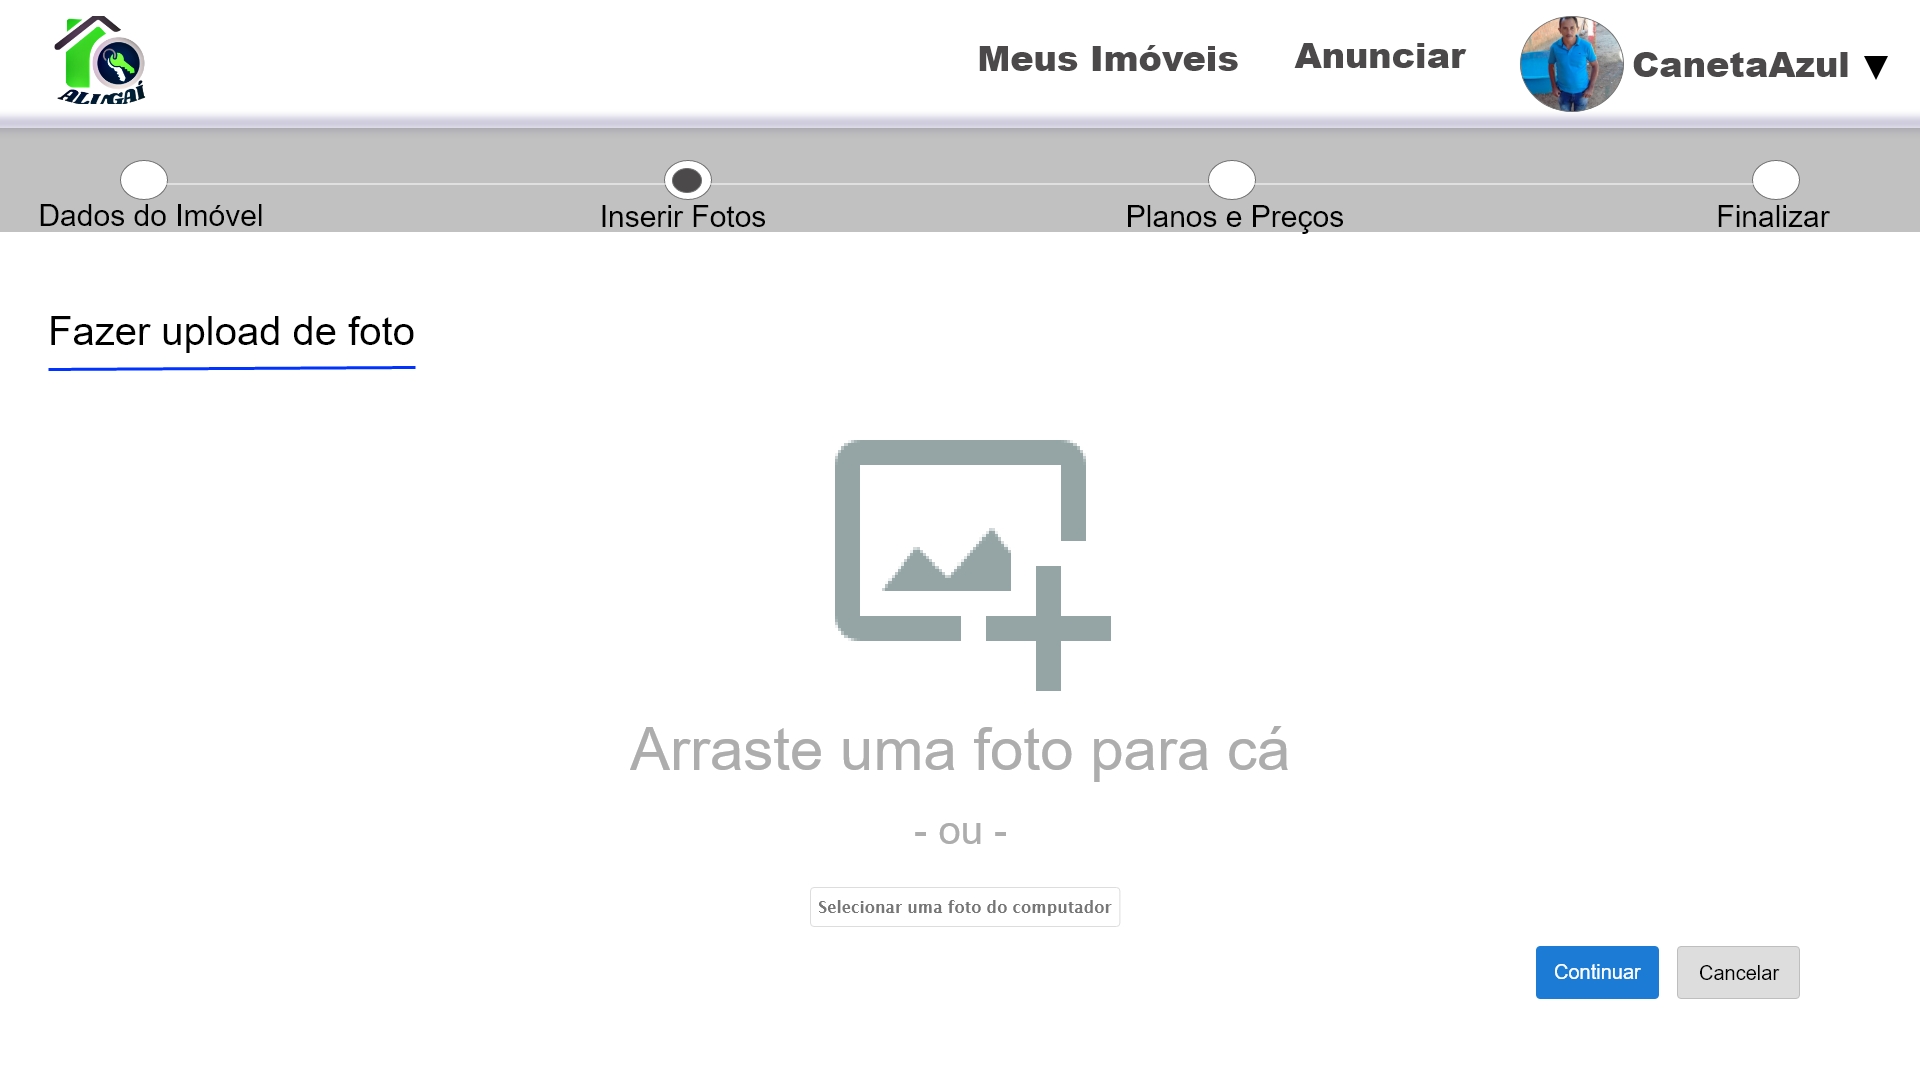 ALUGAÍ
Meus Imóveis
Anunciar
CanetaAzul ▼
Dados do Imóvel
Inserir Fotos
Planos e Preços
Finalizar
Fazer upload de foto
Arraste uma foto para cá
- ou -
Selecionar uma foto do computador
Continuar
Cancelar